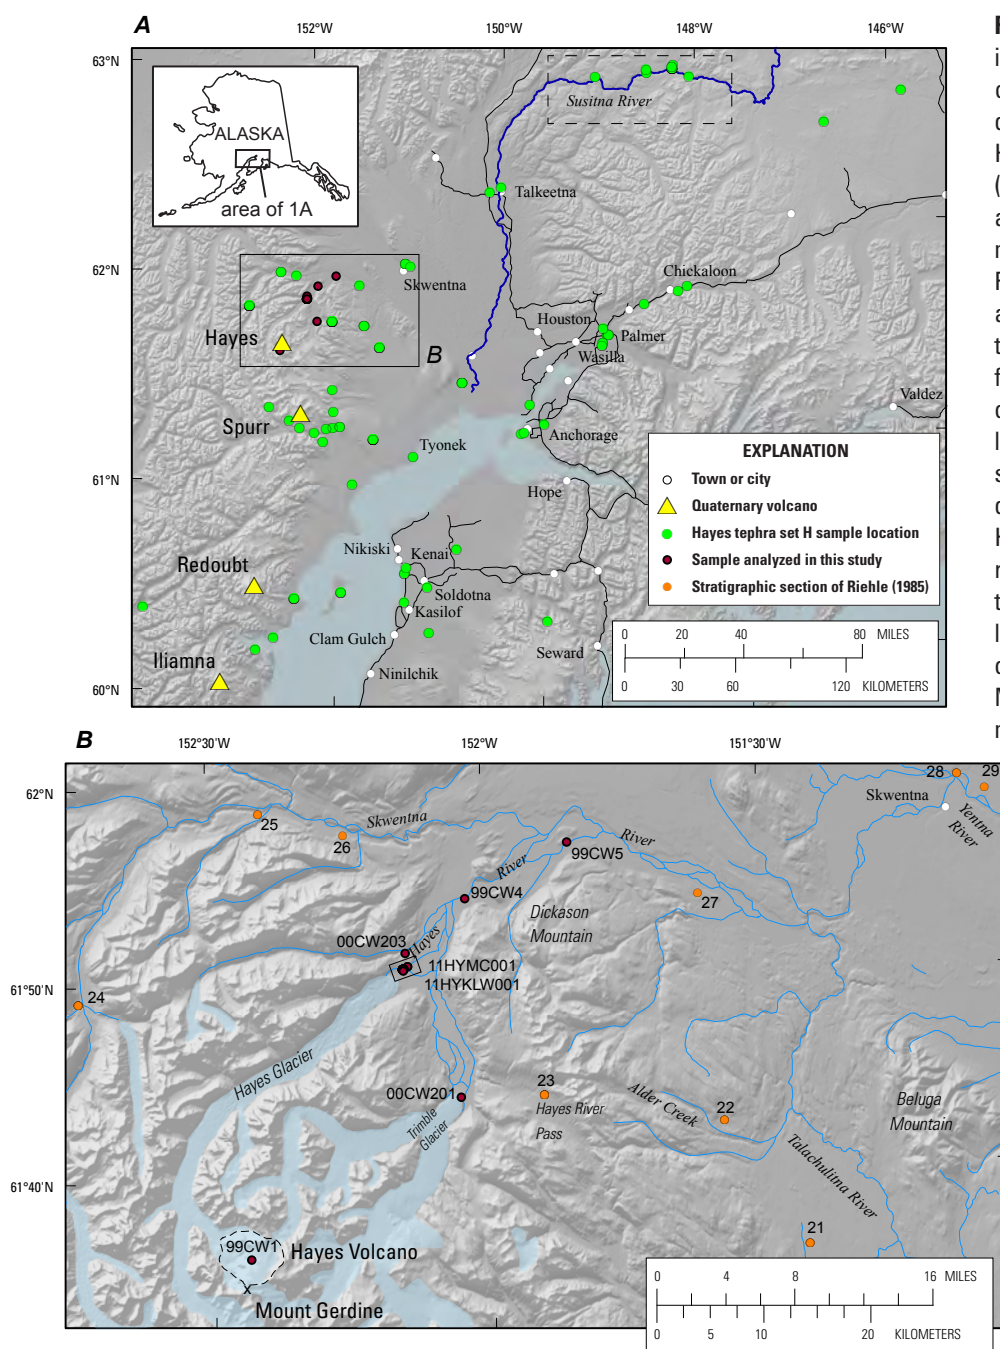 A
152°W
150°W
148°W
146°W
63°N
62°N
61°N
60°N
ALASKA
area of 1A
Susitna River
Talkeetna
Skwentna
Chickaloon
Houston
Palmer
Wasilla
Hayes
B
Valdez
Spurr
Anchorage
Tyonek
Hope
Nikiski
Kenai
Redoubt
Soldotna
Kasilof
Clam Gulch
Iliamna
Ninilchik
Seward
EXPLANATION
Town or city
Quaternary volcano
Hayes tephra set H sample location
Sample analyzed in this study
Stratigraphic section of Riehle (1985)
0 20 40 80 MILES
0 30 60 120 KILOMETERS
B
152°30'W
152°W
151°30'W
62°N
61°50'N
61°40'N
28
29
Skwentna
Yentna
River
25
26
Skwentna
River
99CW5
River
99CW4
27
Dickason
Mountain
00CW203
Hayes
11HYMC001
11HYKLW001
24
Hayes Glacier
00CW201
23
Hayes River
Pass
Trimble
Glacier
Alder Creek
22
Beluga
Mountain
Talachulitna River
21
99CW1
Hayes Volcano
x
Mount Gerdine
0 4 8 16 MILES
0 5 10 20 KILOMETERS